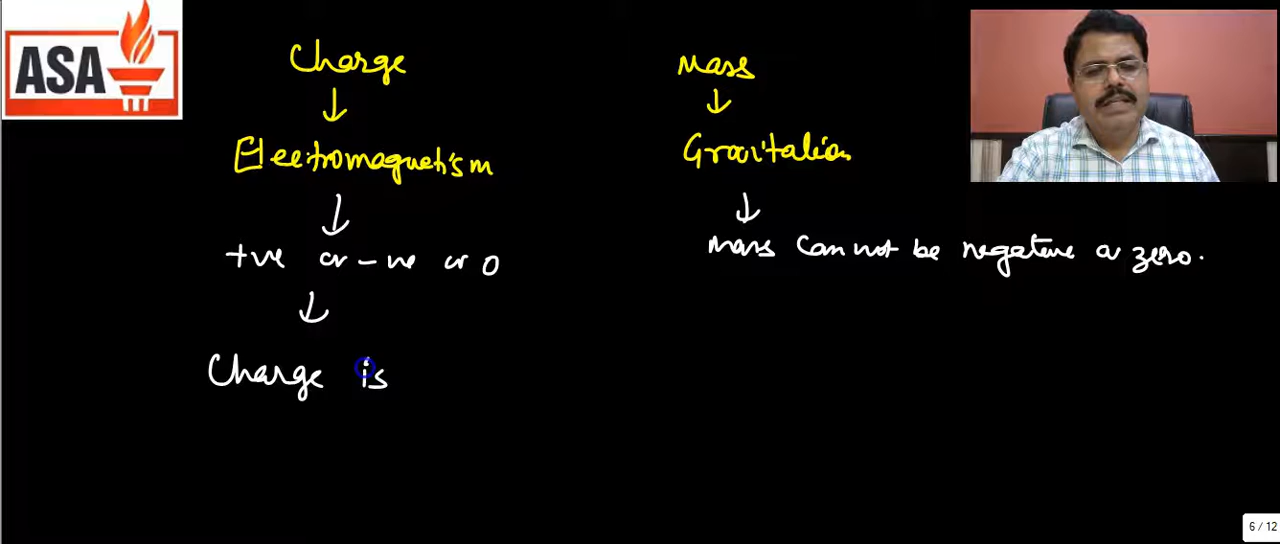 ASA
Charge
Mass
Electromagnetism
Gravitation
+ve or -ve or 0
Mass can not be negative or zero.
Charge is
6 / 12